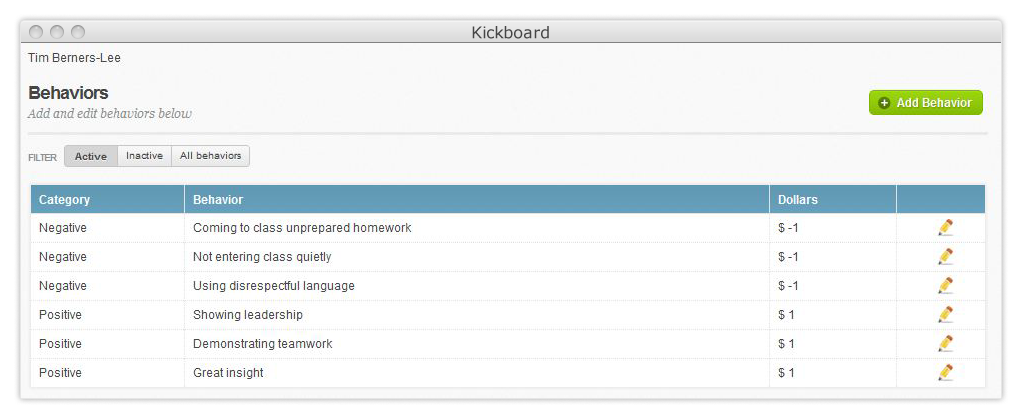 Kickboard
Tim Berners-Lee
Behaviors
Add and edit behaviors below
Add Behavior
FILTER Active Inactive All behaviors
Category Behavior Dollars
Negative Coming to class unprepared homework $ -1
Negative Not entering class quietly $ -1
Negative Using disrespectful language $ -1
Positive Showing leadership $ 1
Positive Demonstrating teamwork $ 1
Positive Great insight $ 1